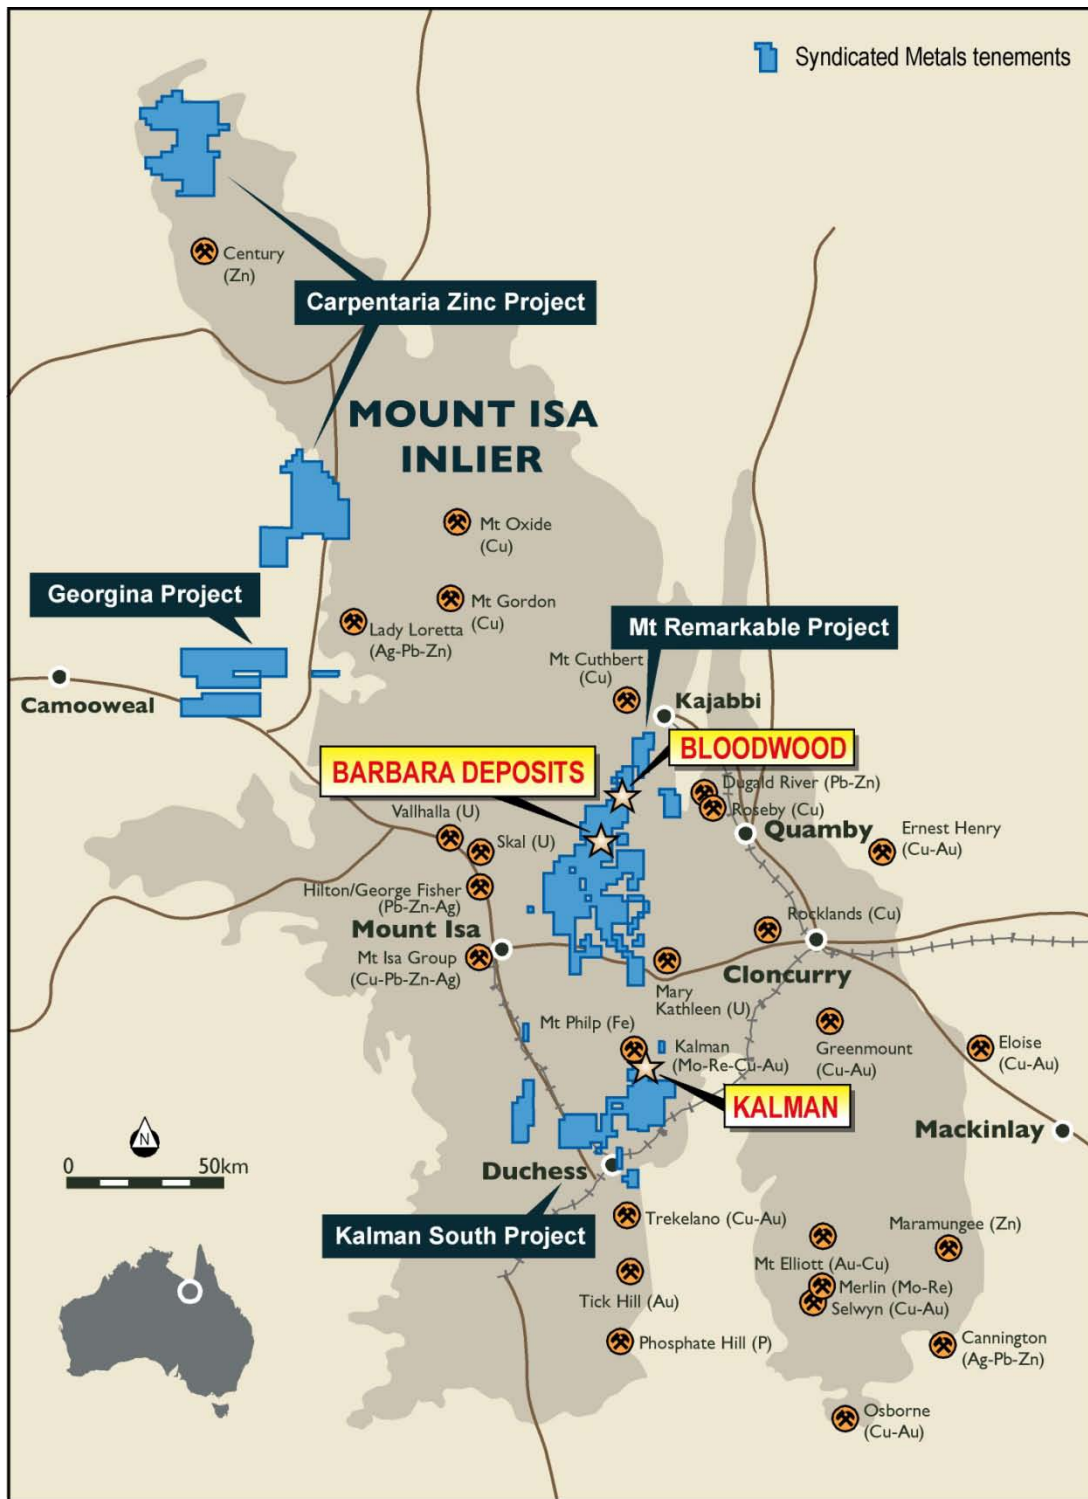 Syndicated Metals tenements
Century
(Zn)
Carpentaria Zinc Project
MOUNT ISA
INLIER
Mt Oxide
(Cu)
Georgina Project
Mt Gordon
(Cu)
Lady Loretta
(Ag-Pb-Zn)
Mt Remarkable Project
Mt Cuthbert
(Cu)
Camooweal
Kajabbi
BLOODWOOD
BARBARA DEPOSITS
Dugald River (Pb-Zn)
Roseby (Cu)
Vallhalla (U)
Skal (U)
Quamby
Ernest Henry
(Cu-Au)
Hilton/George Fisher
(Pb-Zn-Ag)
Rocklands (Cu)
Mount Isa
Mt Isa Group
(Cu-Pb-Zn-Ag)
Cloncurry
Mary
Kathleen (U)
Mt Philp (Fe)
Kalman
(Mo-Re-Cu-Au)
Greenmount
(Cu-Au)
Eloise
(Cu-Au)
KALMAN
Mackinlay
N
0 50km
Duchess
Kalman South Project
Trekelano (Cu-Au)
Maramungee (Zn)
Mt Elliott (Au-Cu)
Merlin (Mo-Re)
Selwyn (Cu-Au)
Tick Hill (Au)
Phosphate Hill (P)
Cannington
(Ag-Pb-Zn)
Osborne
(Cu-Au)